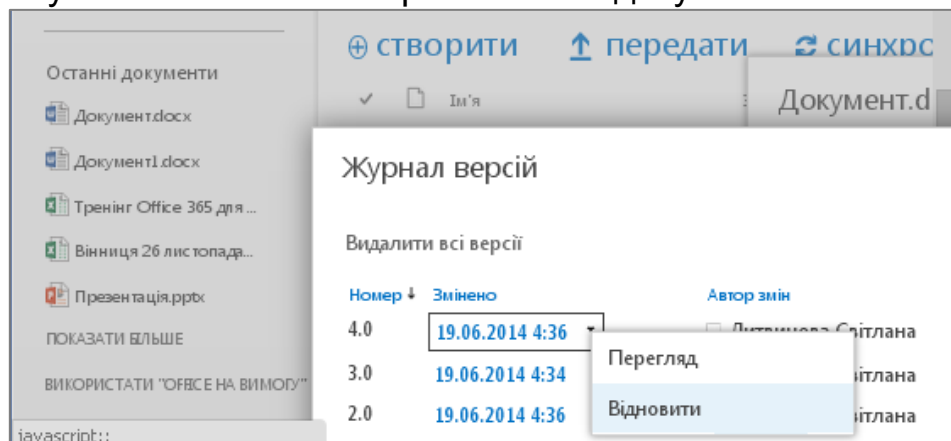 ⊕ створити передати синхро
Останні документи
Ім'я
Документ.d
Документ.docx
Документ1.docx
Тренінг Office 365 для ...
Вінниця 26 листопада...
Презентація.pptx
ПОКАЗАТИ БІЛЬШЕ
ВИКОРИСТАТИ "OFFICE НА ВИМОГУ"
javascript:;
Журнал версій
Видалити всі версії
Номер ↓ Змінено Автор змін
4.0 19.06.2014 4:36 Литвинова Світлана
3.0 19.06.2014 4:34 вітлана
2.0 19.06.2014 4:36 вітлана
Перегляд
Відновити